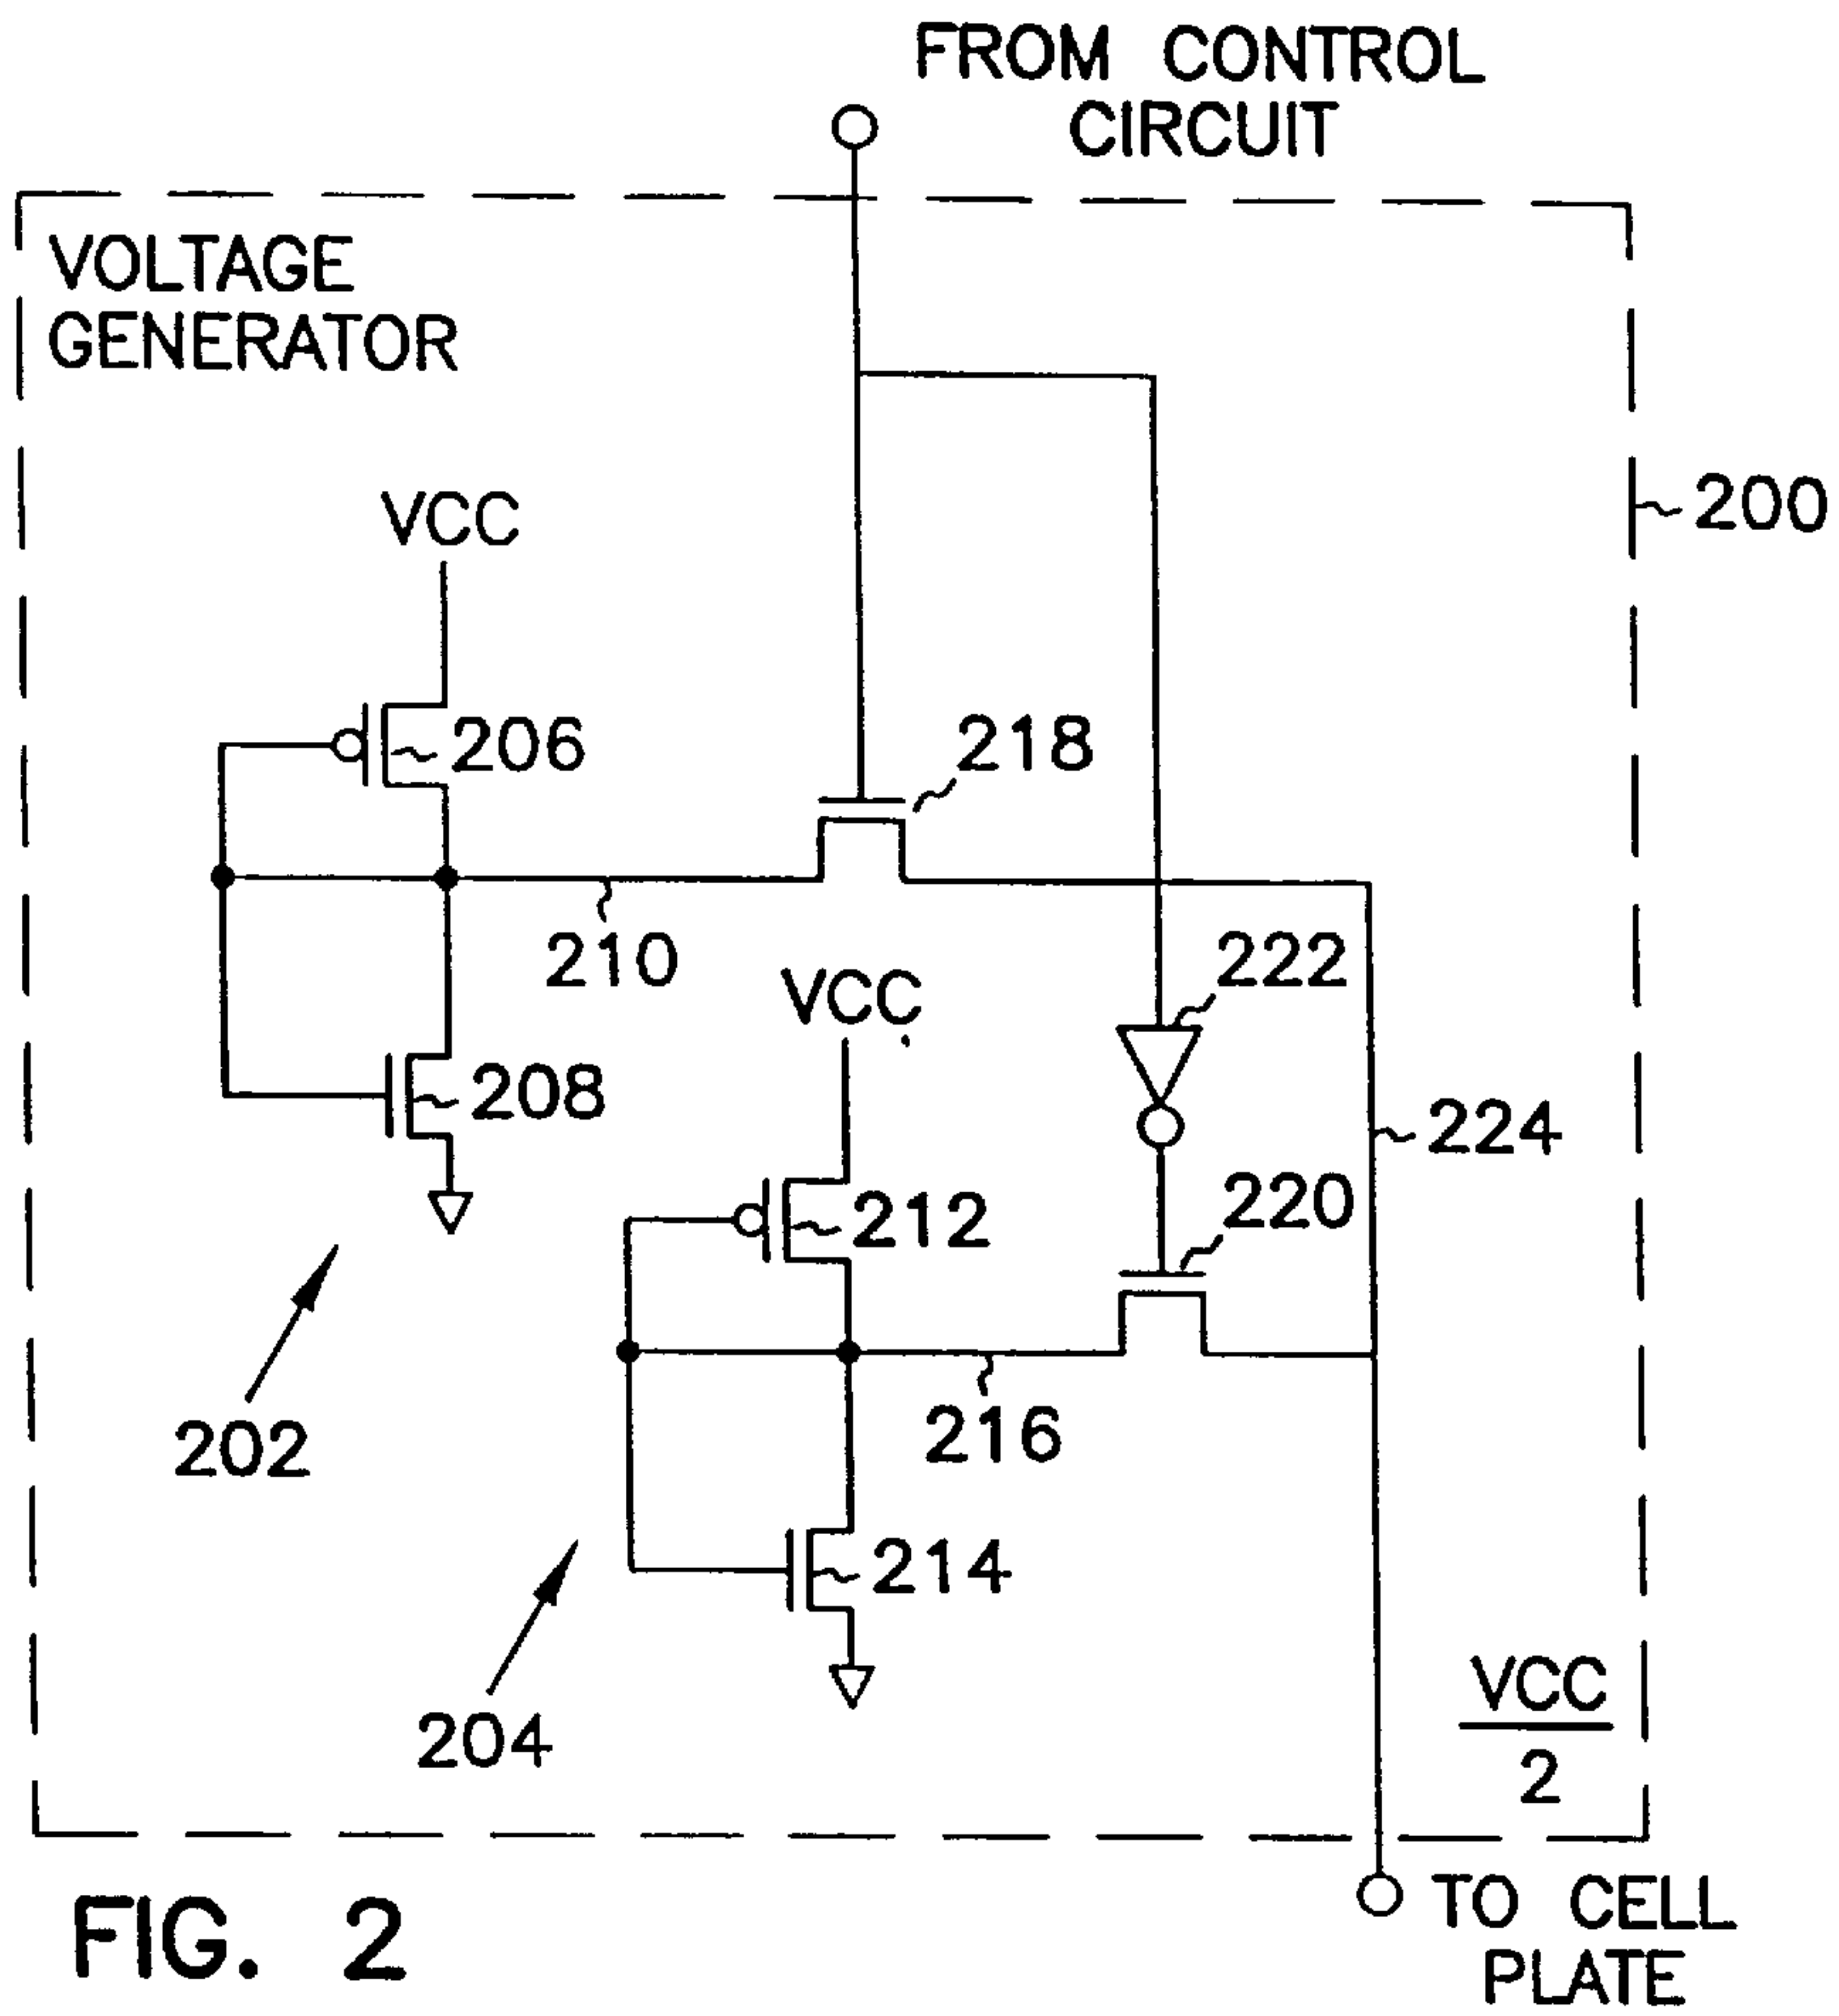 FROM CONTROL
CIRCUIT
VOLTAGE
GENERATOR
VCC
200
206
218
210
222
VCC
208
224
212
220
202
216
214
204
VCC
2
TO CELL
PLATE
FIG. 2